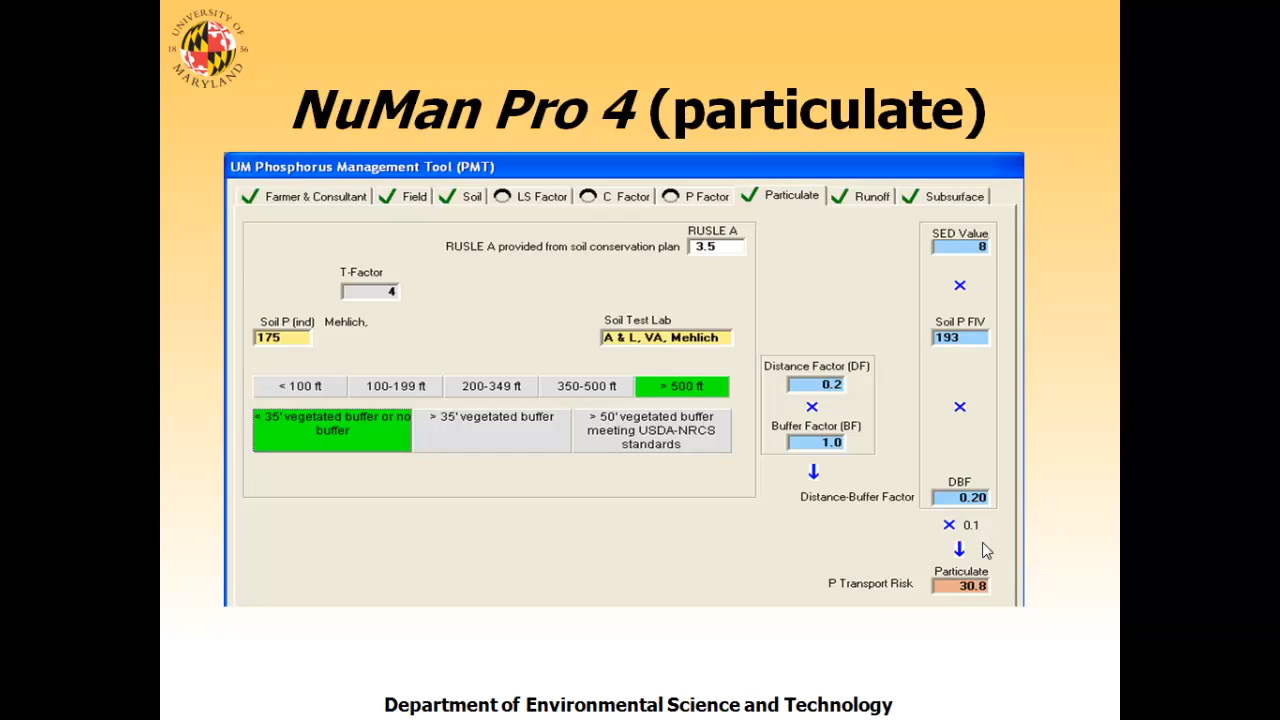 UNIVERSITY OF
18 56
MARYLAND
NuMan Pro 4 (particulate)
UM Phosphorus Management Tool (PMT)
Farmer & Consultant Field Soil LS Factor C Factor P Factor Particulate Runoff Subsurface
RUSLE A
RUSLE A provided from soil conservation plan 3.5
SED Value
8
T-Factor
4
Soil P (ind) Mehlich,
175
Soil Test Lab
A & L, VA, Mehlich
Soil P FIV
193
< 100 ft 100-199 ft 200-349 ft 350-500 ft > 500 ft
< 35' vegetated buffer or no
buffer
> 35' vegetated buffer
> 50' vegetated buffer
meeting USDA-NRCS
standards
Distance Factor (DF)
0.2
Buffer Factor (BF)
1.0
DBF
Distance-Buffer Factor 0.20
0.1
Particulate
P Transport Risk 30.8
Department of Environmental Science and Technology